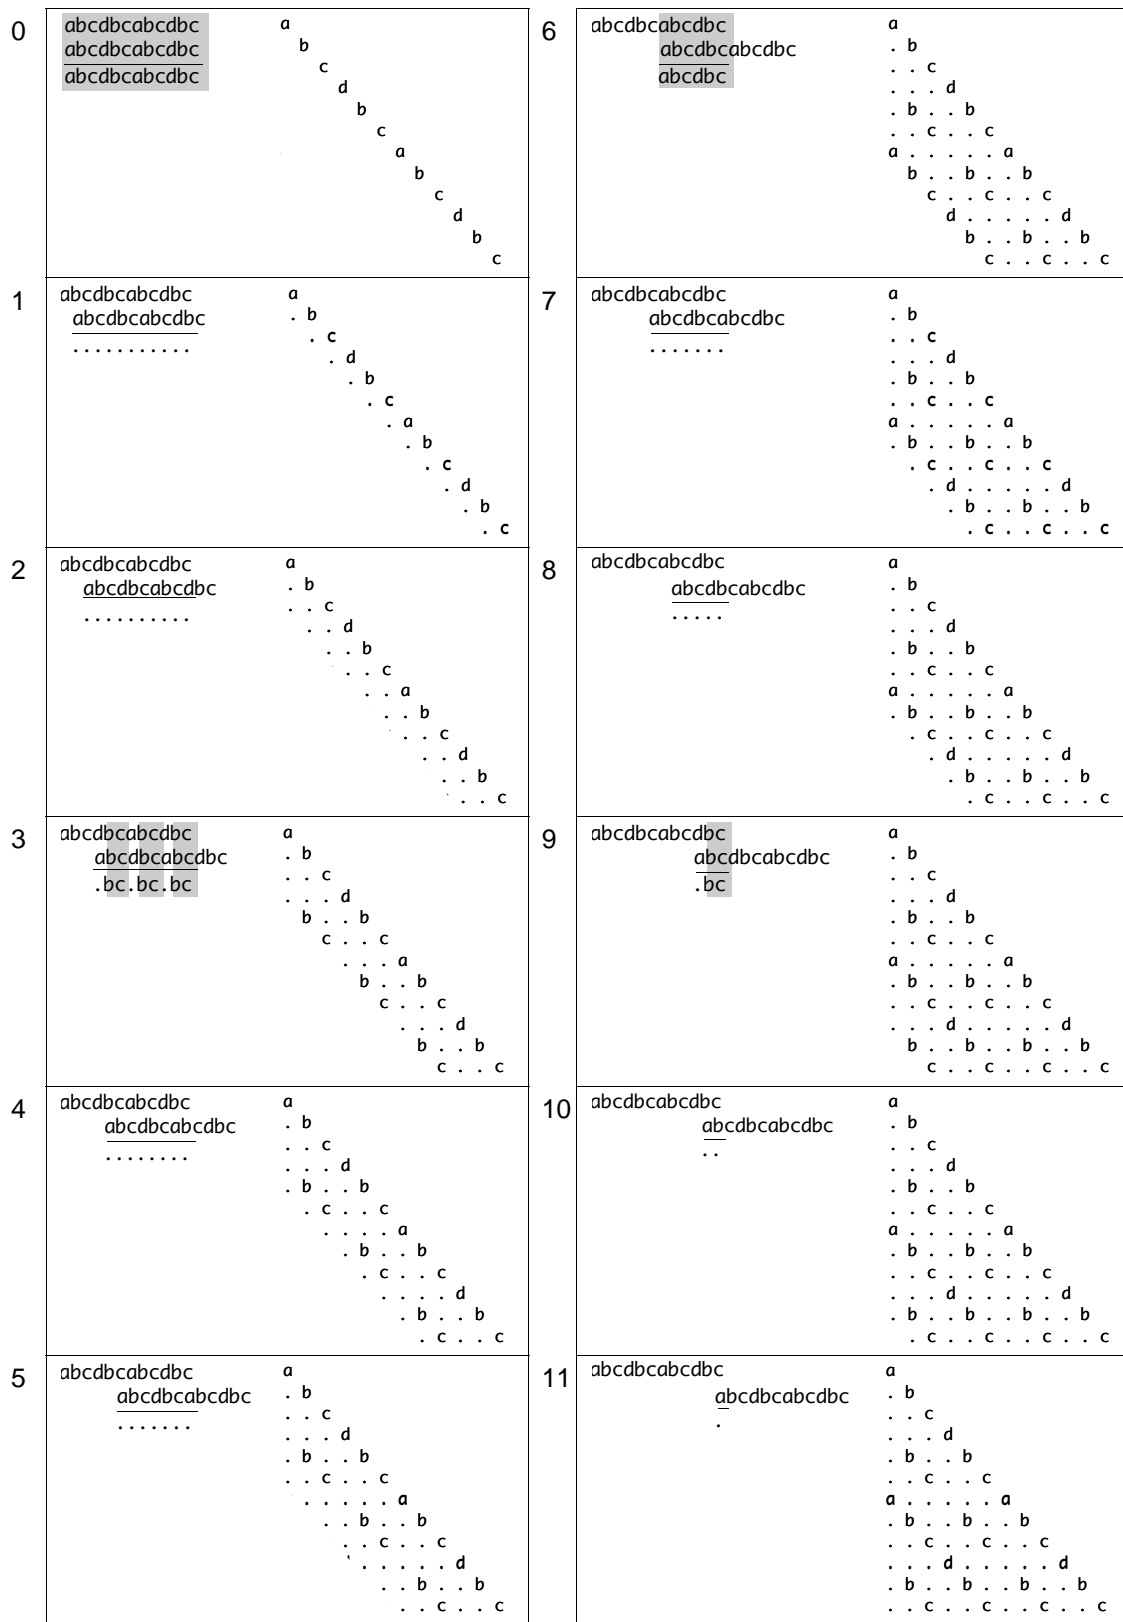 0
abcdbcabcdbc
abcdbcabcdbc
abcdbcabcdbc
a
b
c
d
b
c
a
b
c
d
b
c
1
abcdbcabcdbc
abcdbcabcdbc
. . . . . . . . . . .
a
. b
. c
. d
. b
. c
. a
. b
. c
. d
. b
. c
2
abcdbcabcdbc
abcdbcabcdbc
. . . . . . . . . .
a
. b
. . c
. . d
. . b
. . c
. . a
. . b
. . c
. . d
. . b
. . c
3
abcdbcabcdbc
abcdbcabcdbc
.bc.bc.bc
a
. b
. . c
. . . d
b . . b
c . . c
. . . a
b . . b
c . . c
. . . d
b . . b
c . . c
4
abcdbcabcdbc
abcdbcabcdbc
. . . . . . . .
a
. b
. . c
. . . d
. b . . b
. c . . c
. . . . a
. b . . b
. c . . c
. . . . d
. b . . b
. c . . c
5
abcdbcabcdbc
abcdbcabcdbc
. . . . . . .
a
. b
. . c
. . . d
. b . . b
. . c . . c
. . . . . a
. . b . . b
. . c . . c
. . . . . d
. . b . . b
. . c . . c
6
abcdbcabcdbc
abcdbcabcdbc
abcdbc
a
. b
. . c
. . . d
. b . . b
. . c . . c
a . . . . . a
b . . b . . b
c . . c . . c
d . . . . . d
b . . b . . b
c . . c . . c
7
abcdbcabcdbc
abcdbcabcdbc
. . . . . . .
a
. b
. . c
. . . d
. b . . b
. . c . . c
a . . . . . a
. b . . b . . b
. c . . c . . c
. d . . . . . d
. b . . b . . b
. c . . c . . c
8
abcdbcabcdbc
abcdbcabcdbc
. . . . .
a
. b
. . c
. . . d
. b . . b
. . c . . c
a . . . . . a
. b . . b . . b
. c . . c . . c
. d . . . . . d
. b . . b . . b
. c . . c . . c
9
abcdbcabcdbc
abcdbcabcdbc
.bc
a
. b
. . c
. . . d
. b . . b
. . c . . c
a . . . . . a
. b . . b . . b
. . c . . c . . c
. . . d . . . . . d
b . . b . . b . . b
c . . c . . c . . c
10
abcdbcabcdbc
abcdbcabcdbc
. .
a
. b
. . c
. . . d
. b . . b
. . c . . c
a . . . . . a
. b . . b . . b
. . c . . c . . c
. . . d . . . . . d
. b . . b . . b . . b
. c . . c . . c . . c
11
abcdbcabcdbc
abcdbcabcdbc
.
a
. b
. . c
. . . d
. b . . b
. . c . . c
a . . . . . a
. b . . b . . b
. . c . . c . . c
. . . d . . . . . d
. b . . b . . b . . b
. . c . . c . . c . . c